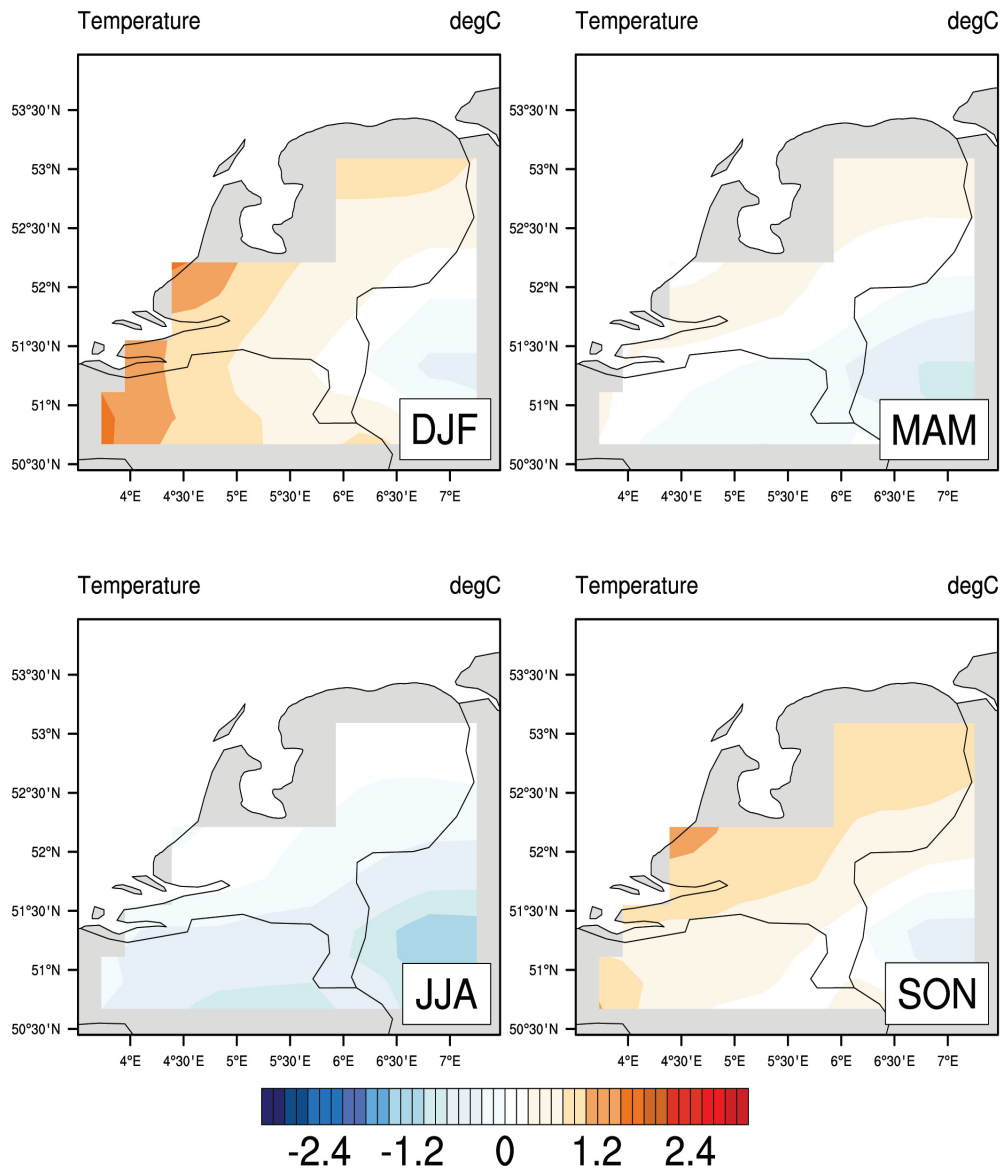 Temperature degC Temperature degC
53°30'N 53°30'N
53°N 53°N
52°30'N 52°30'N
52°N 52°N
51°30'N 51°30'N
51°N 51°N
DJF MAM
50°30'N 50°30'N
4°E 4°30'E 5°E 5°30'E 6°E 6°30'E 7°E 4°E 4°30'E 5°E 5°30'E 6°E 6°30'E 7°E
Temperature degC Temperature degC
53°30'N 53°30'N
53°N 53°N
52°30'N 52°30'N
52°N 52°N
51°30'N 51°30'N
51°N 51°N
JJA SON
50°30'N 50°30'N
4°E 4°30'E 5°E 5°30'E 6°E 6°30'E 7°E 4°E 4°30'E 5°E 5°30'E 6°E 6°30'E 7°E
-2.4 -1.2 0 1.2 2.4